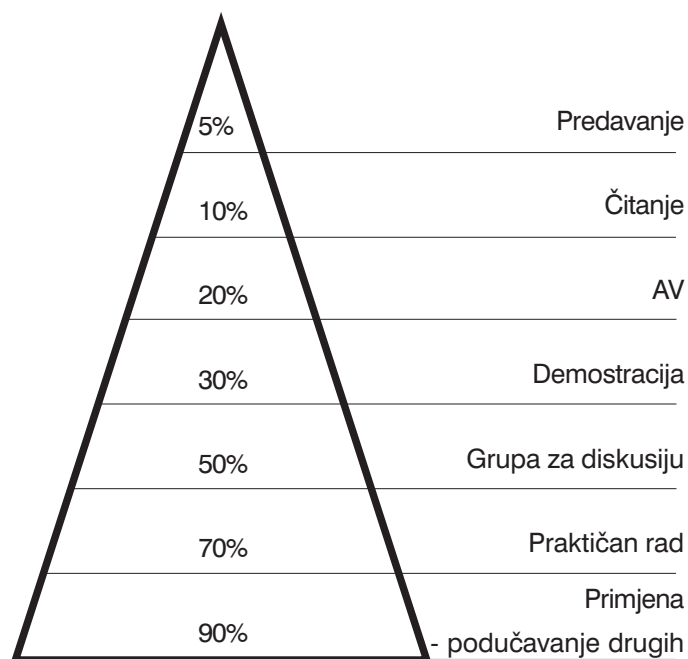 5% Predavanje
10% Čitanje
20% AV
30% Demostracija
50% Grupa za diskusiju
70% Praktičan rad
Primjena
90% - podučavanje drugih